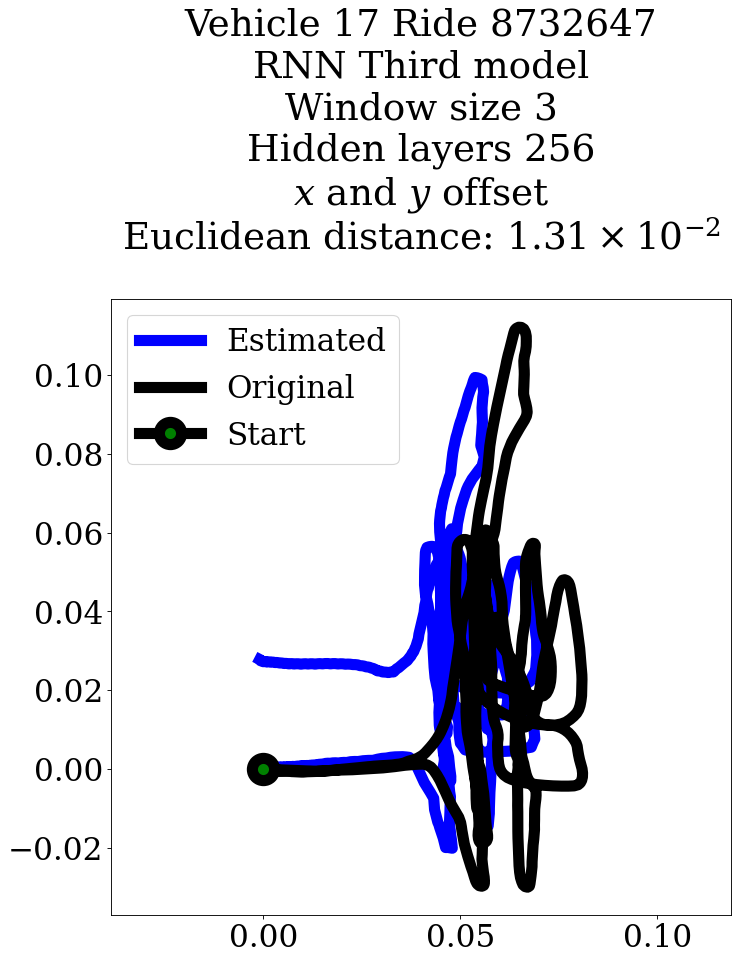 Vehicle 17 Ride 8732647
RNN Third model
Window size 3
Hidden layers 256
x and y offset
Euclidean distance: 1.31 × 10⁻²
Estimated
Original
Start
0.10
0.08
0.06
0.04
0.02
0.00
−0.02
0.00 0.05 0.10